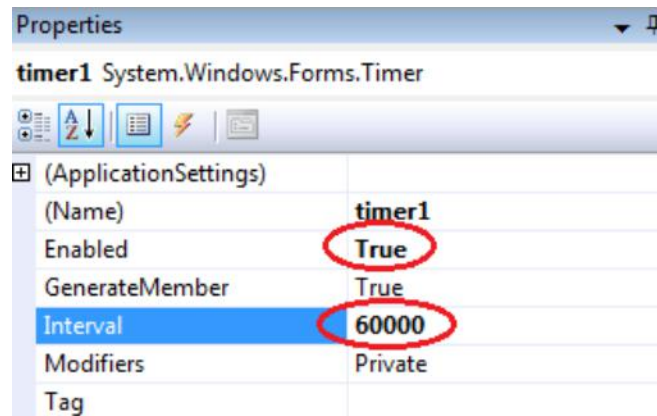 Properties
timer1 System.Windows.Forms.Timer
(ApplicationSettings)
(Name) timer1
Enabled True
GenerateMember True
Interval 60000
Modifiers Private
Tag